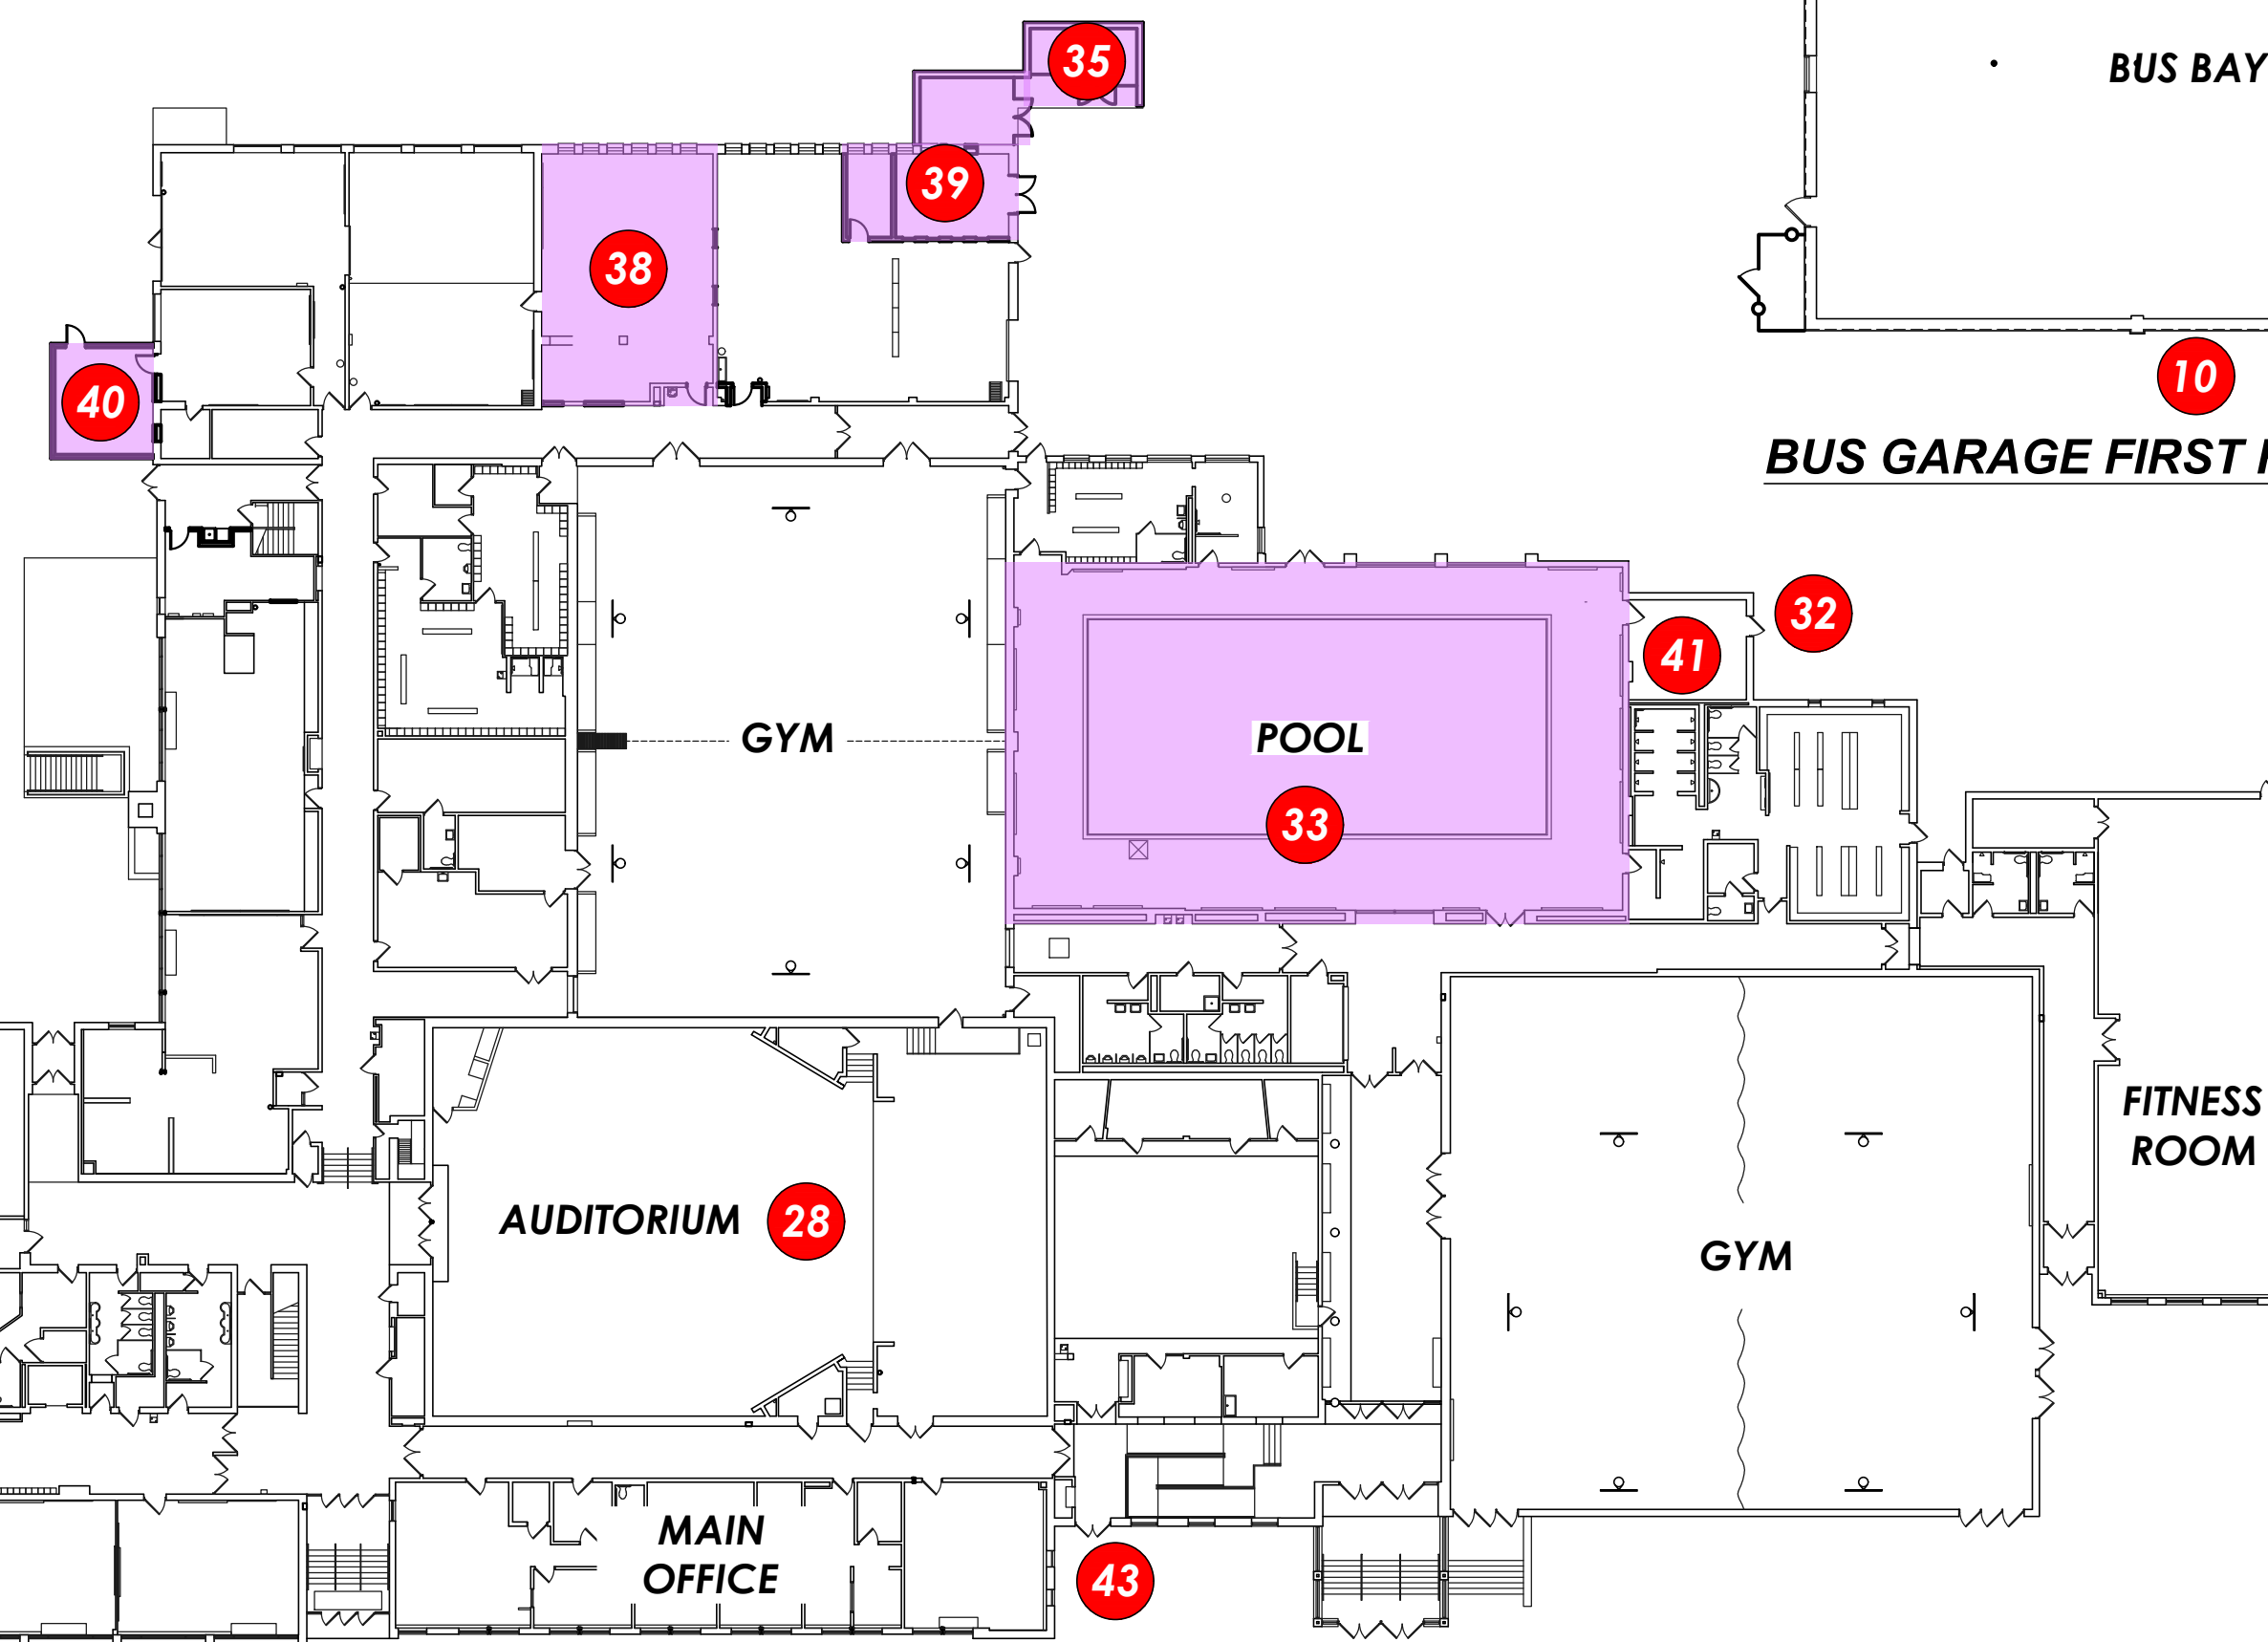 35
BUS BAY
39
38
40
10
BUS GARAGE FIRST
32
41
GYM
POOL
33
FITNESS
ROOM
AUDITORIUM
28
GYM
MAIN
OFFICE
43